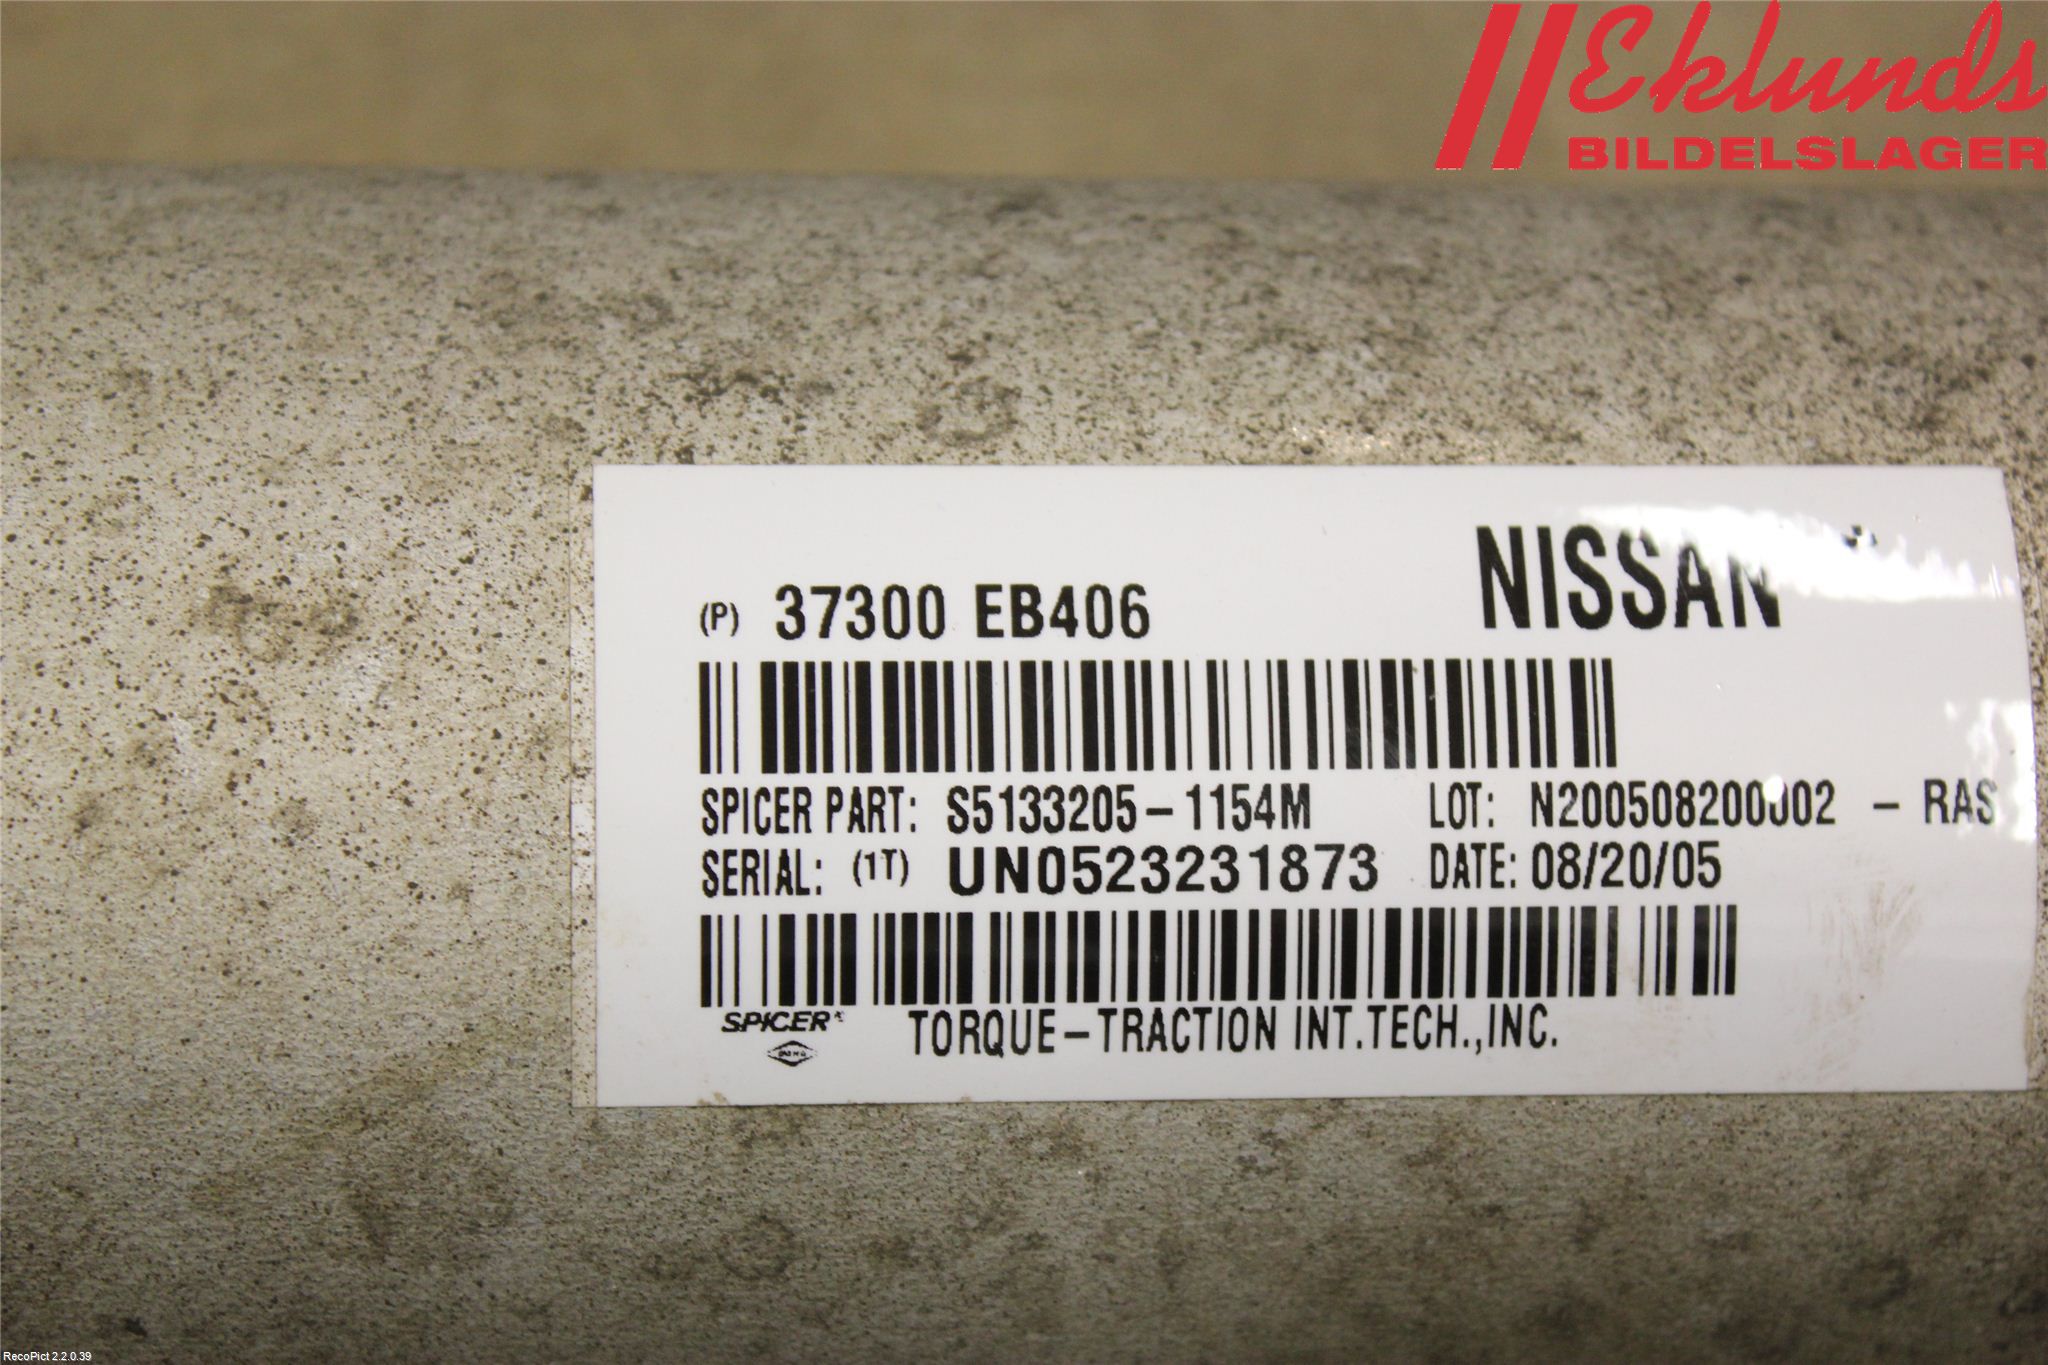 Eklunds
BILDELSLAGER
NISSAN
(P) 37300 EB406
SPICER PART: S5133205-1154M LOT: N200508200002 - RAS
SERIAL: (1T) UN0523231873 DATE: 08/20/05
SPICER
DANA
TORQUE-TRACTION INT.TECH.,INC.
RecoPict 2.2.0.39